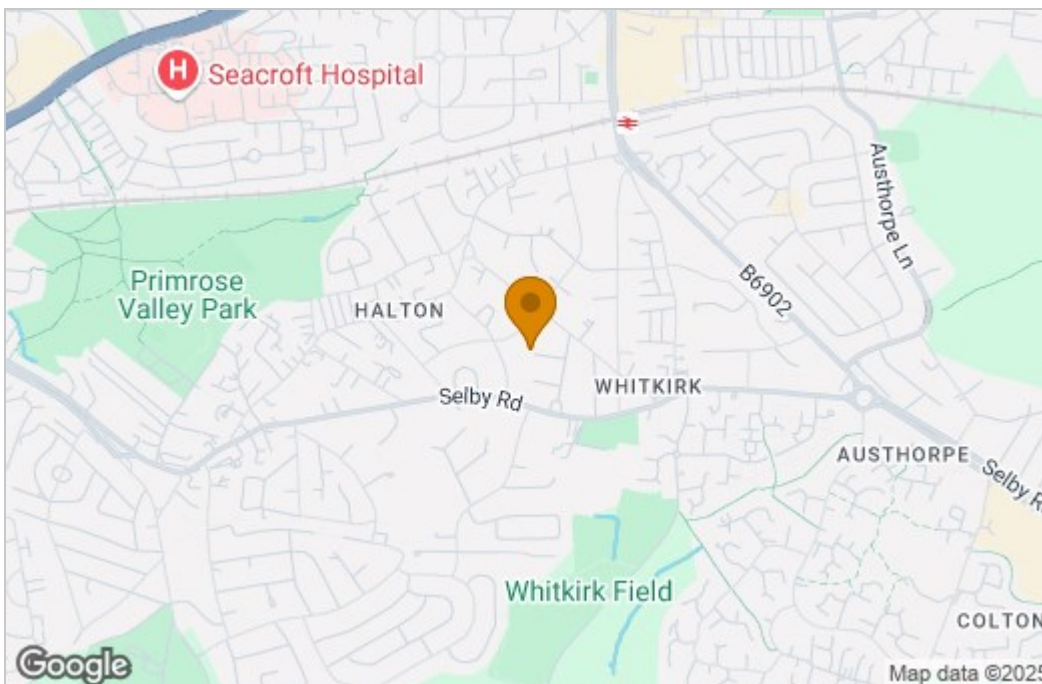 H Seacroft Hospital
Austhorpe Ln
Primrose
Valley Park
HALTON
B6902
Selby Rd
WHITKIRK
AUSTHORPE
Selby R
Whitkirk Field
COLTON
Google
Map data ©2025